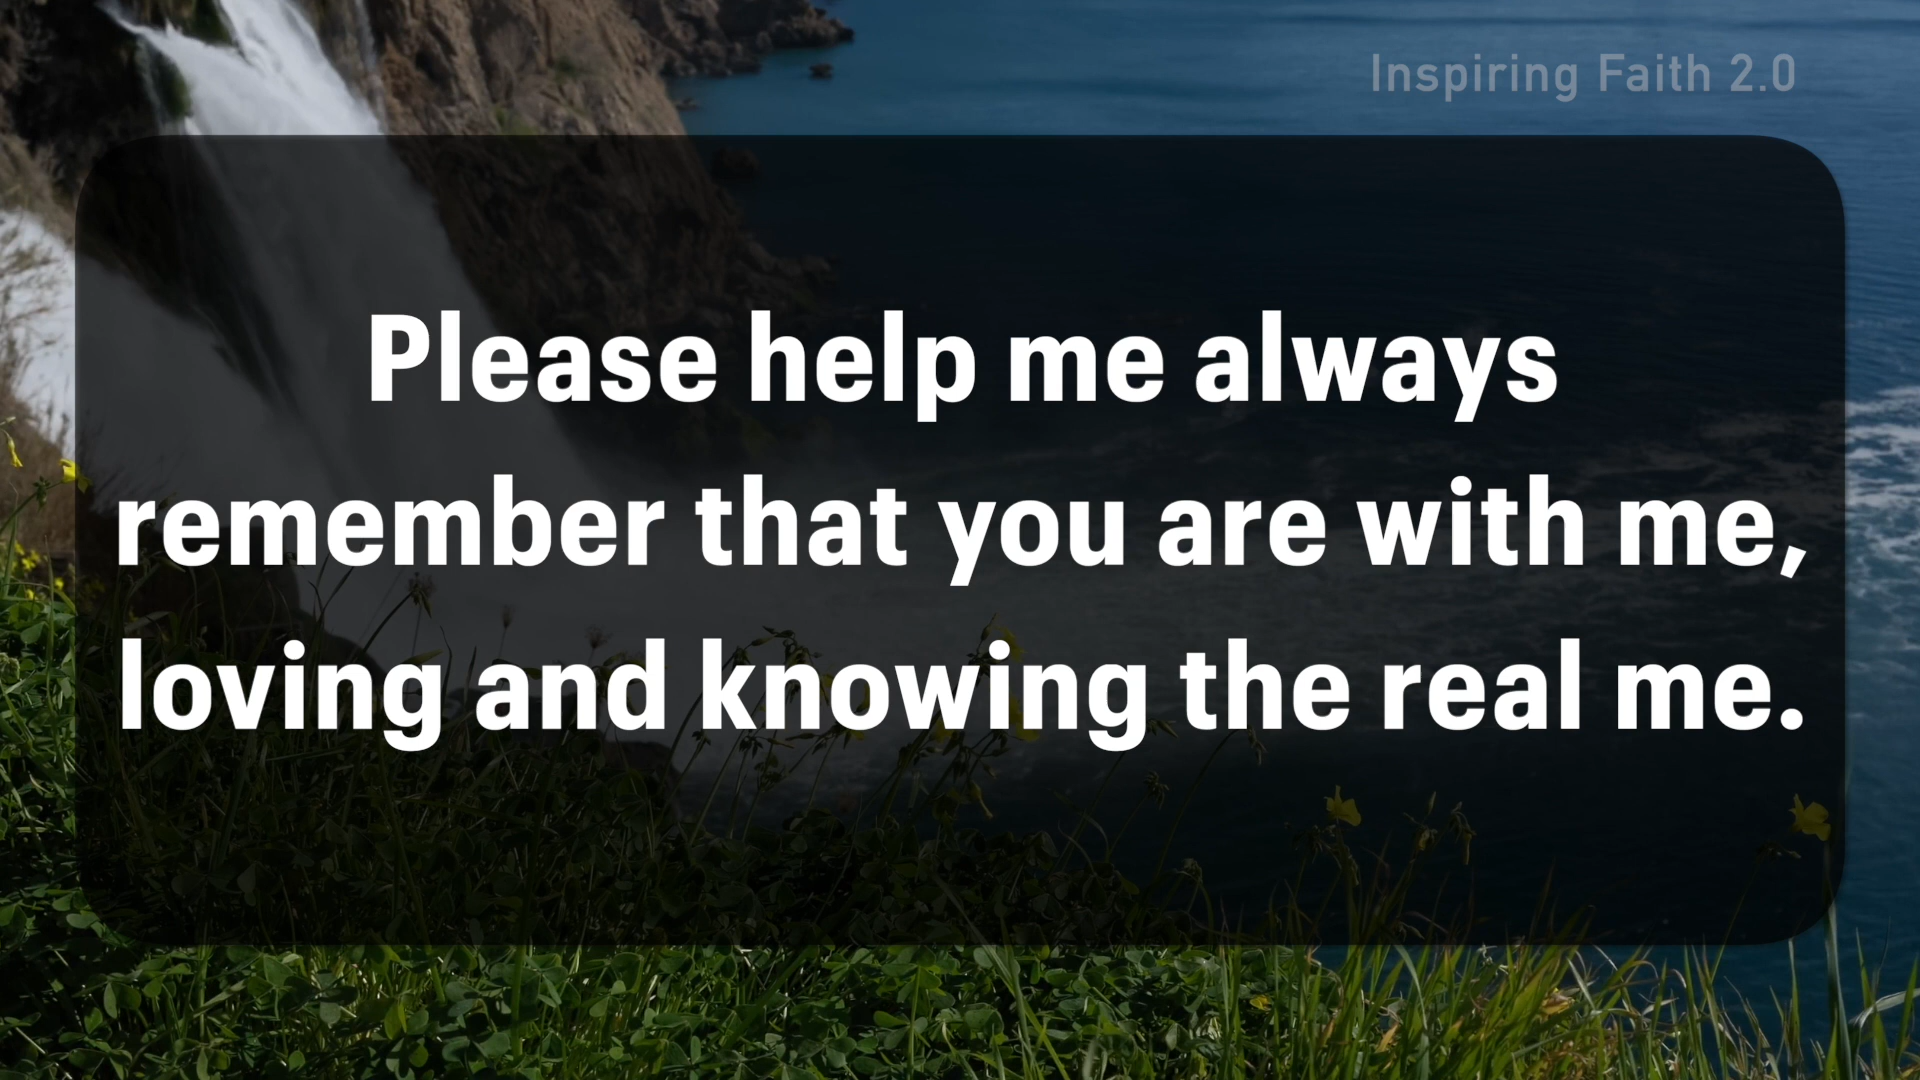 Inspiring Faith 2.0
Please help me always
remember that you are with me,
loving and knowing the real me.